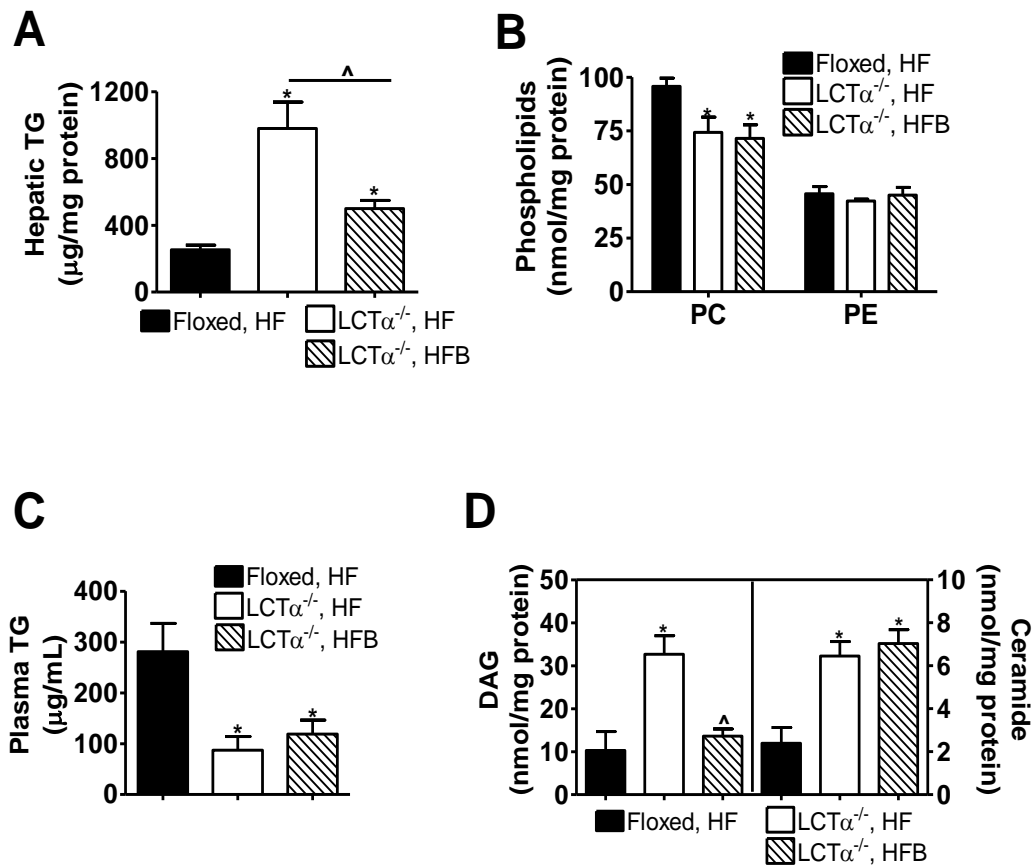 A
Hepatic TG
(μg/mg protein)
1200
800
400
0
*
^
*
Floxed, HF
LCTα-/-, HF
LCTα-/-, HFB
B
Phospholipids
(nmol/mg protein)
100
75
50
25
0
Floxed, HF
LCTα-/-, HF
LCTα-/-, HFB
*
*
PC
PE
C
Plasma TG
(μg/mL)
400
300
200
100
0
Floxed, HF
LCTα-/-, HF
LCTα-/-, HFB
*
*
D
DAG
(nmol/mg protein)
50
40
30
20
10
0
*
^
*
*
10
8
6
4
2
0
Ceramide
(nmol/mg protein)
Floxed, HF
LCTα-/-, HF
LCTα-/-, HFB